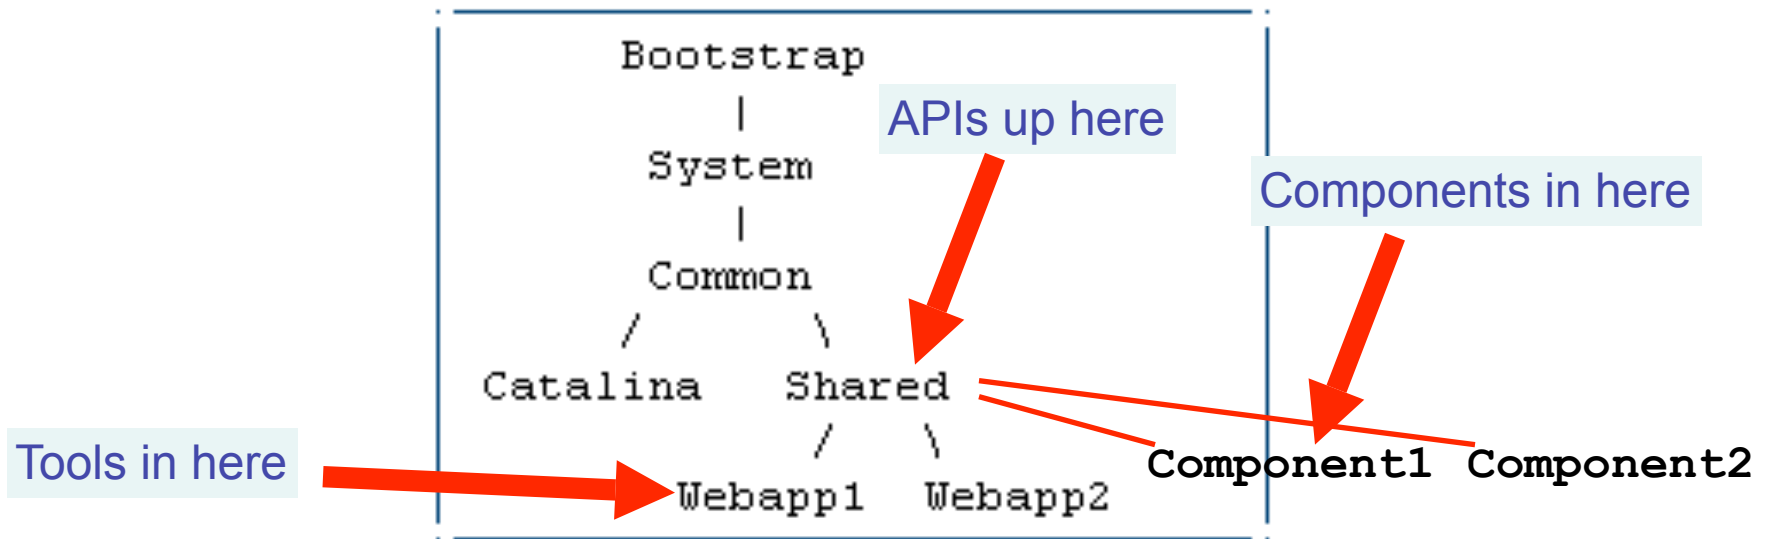 Bootstrap
|
APIs up here
System
Components in here
|
Common
/ \
Catalina Shared
/ \
Tools in here
Component1 Component2
Webapp1 Webapp2